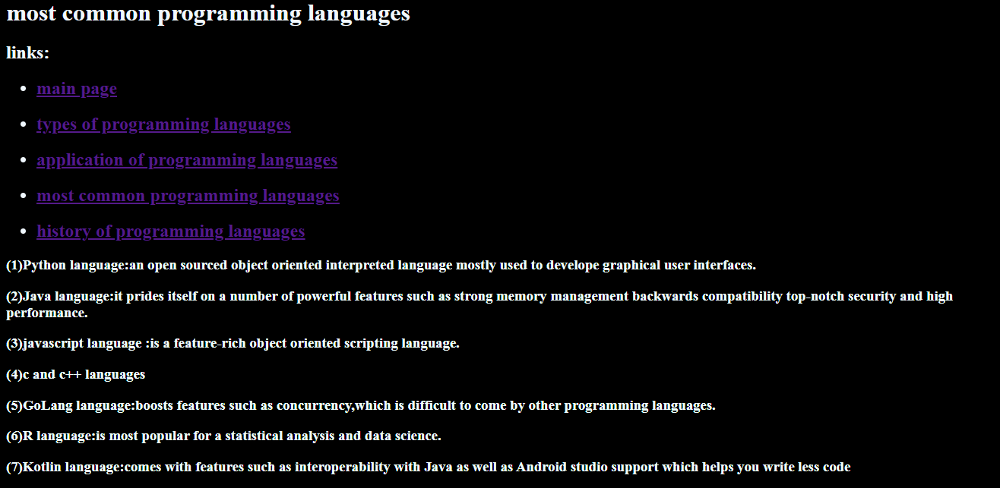 most common programming languages
links:
main page
types of programming languages
application of programming languages
most common programming languages
history of programming languages
(1)Python language:an open sourced object oriented interpreted language mostly used to develope graphical user interfaces.
(2)Java language:it prides itself on a number of powerful features such as strong memory management backwards compatibility top-notch security and high
performance.
(3)javascript language :is a feature-rich object oriented scripting language.
(4)c and c++ languages
(5)GoLang language:boosts features such as concurrency,which is difficult to come by other programming languages.
(6)R language:is most popular for a statistical analysis and data science.
(7)Kotlin language:comes with features such as interoperability with Java as well as Android studio support which helps you write less code